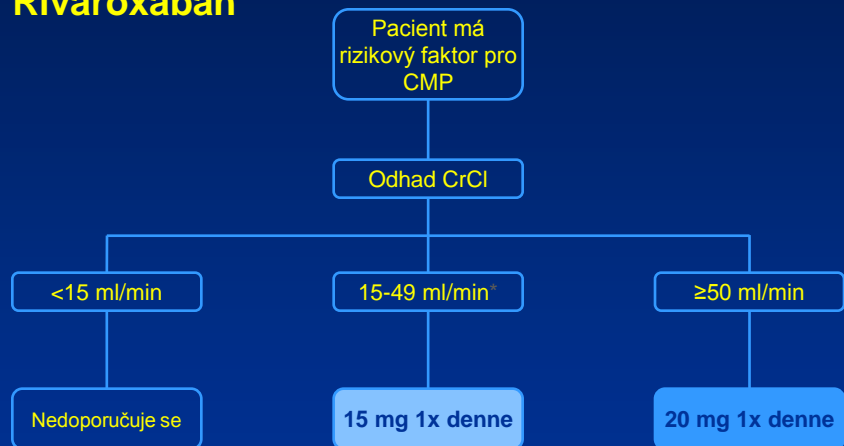 Rivaroxaban
Pacient má
rizikový faktor pro
CMP
Odhad CrCl
<15 ml/min
15-49 ml/min*
≥50 ml/min
Nedoporučuje se
15 mg 1x denne
20 mg 1x denne